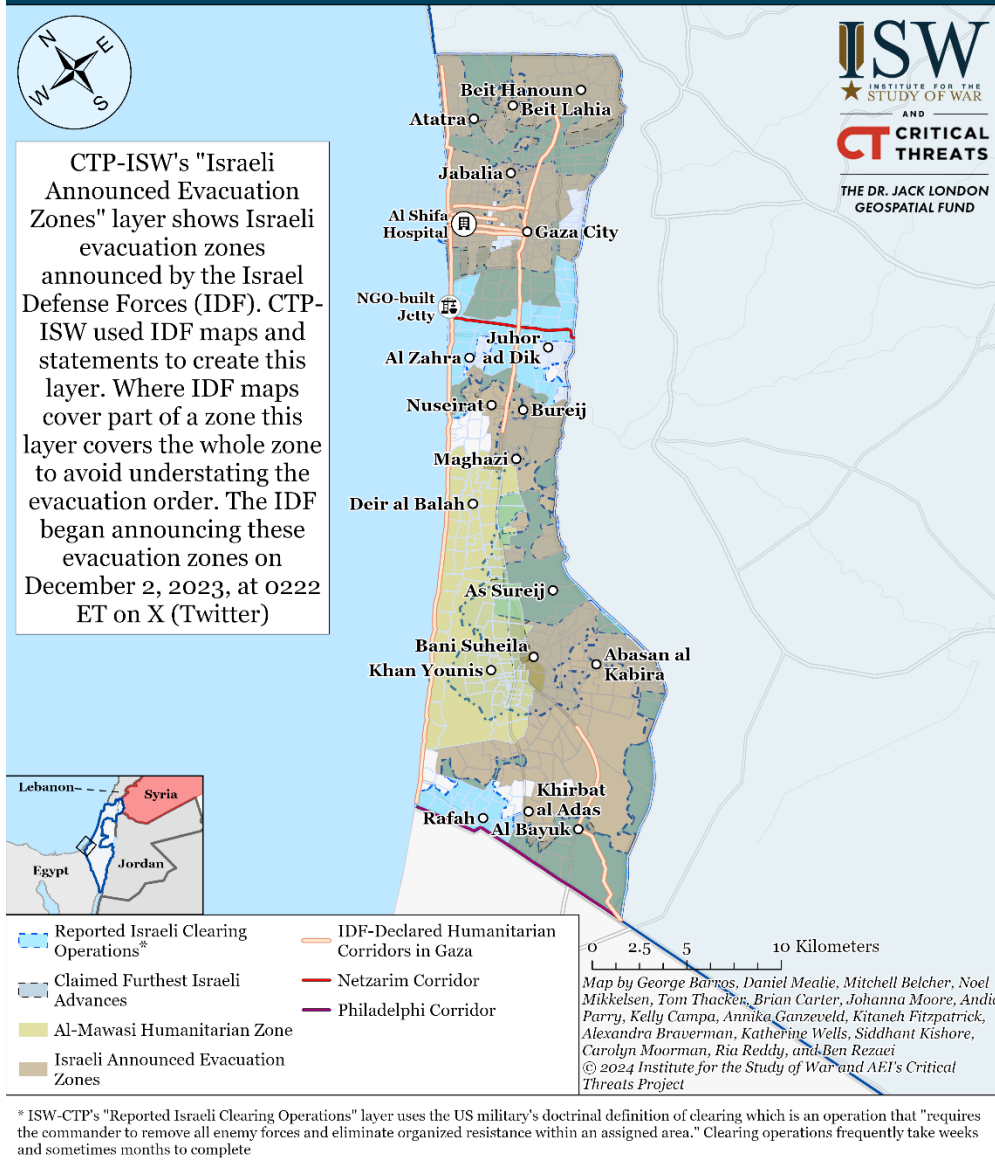 N
E
W
S
ISW
INSTITUTE FOR THE
STUDY OF WAR
AND
CT CRITICAL
THREATS
THE DR. JACK LONDON
GEOSPATIAL FUND
CTP-ISW's "Israeli
Announced Evacuation
Zones" layer shows Israeli
evacuation zones
announced by the Israel
Defense Forces (IDF). CTP-
ISW used IDF maps and
statements to create this
layer. Where IDF maps
cover part of a zone this
layer covers the whole zone
to avoid understating the
evacuation order. The IDF
began announcing these
evacuation zones on
December 2, 2023, at 0222
ET on X (Twitter)
Beit Hanoun
Beit Lahia
Atatra
Jabalia
Al Shifa
Hospital
Gaza City
NGO-built
Jetty
Juhor
ad Dik
Al Zahra
Nuseirat
Bureij
Maghazi
Deir al Balah
As Sureij
Bani Suheila
Abasan al
Kabira
Khan Younis
Khirbat
al Adas
Rafah
Al Bayuk
Lebanon
Syria
Egypt
Jordan
Reported Israeli Clearing
Operations*
Claimed Furthest Israeli
Advances
Al-Mawasi Humanitarian Zone
Israeli Announced Evacuation
Zones
IDF-Declared Humanitarian
Corridors in Gaza
Netzarim Corridor
Philadelphi Corridor
0 2.5 5 10 Kilometers
Map by George Barros, Daniel Mealie, Mitchell Belcher, Noel
Mikkelsen, Tom Thacker, Brian Carter, Johanna Moore, Andie
Parry, Kelly Campa, Annika Ganzeveld, Kitaneh Fitzpatrick,
Alexandra Braverman, Katherine Wells, Siddhant Kishore,
Carolyn Moorman, Ria Reddy, and Ben Rezaei
© 2024 Institute for the Study of War and AEI's Critical
Threats Project
* ISW-CTP's "Reported Israeli Clearing Operations" layer uses the US military's doctrinal definition of clearing which is an operation that "requires
the commander to remove all enemy forces and eliminate organized resistance within an assigned area." Clearing operations frequently take weeks
and sometimes months to complete